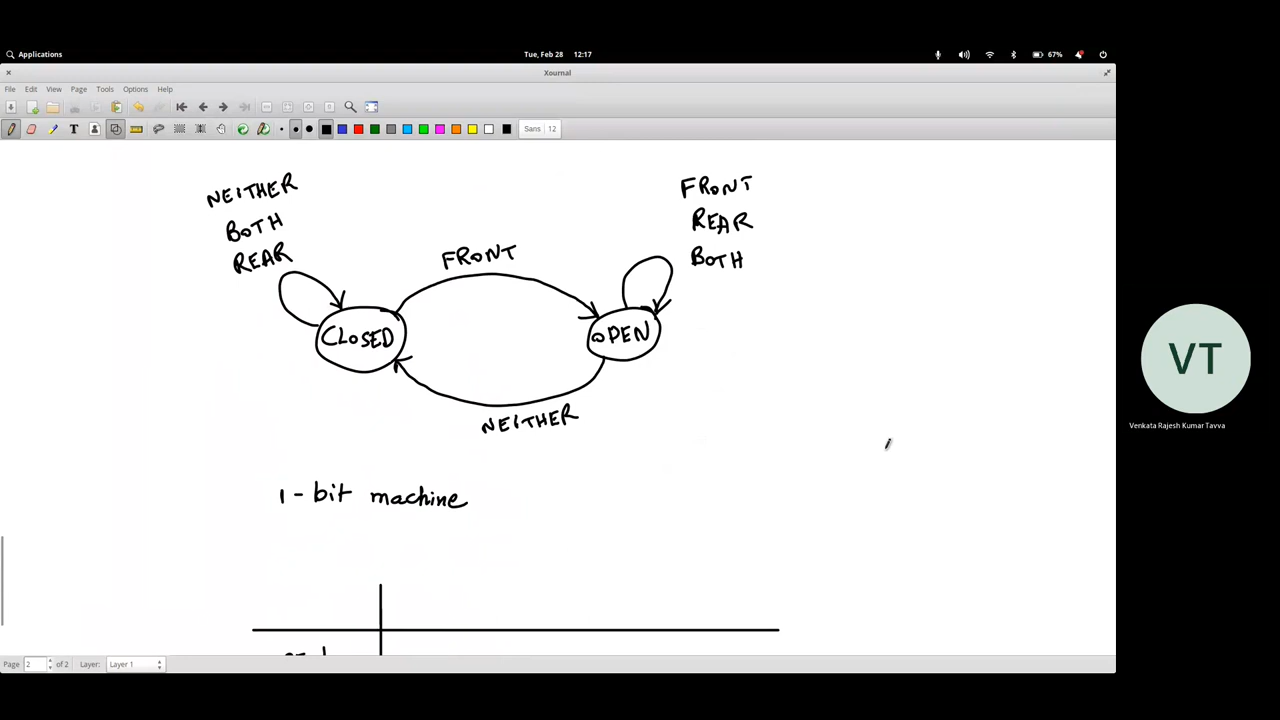 Applications
Tue, Feb 28 12:17
67%
Xournal
File Edit View Page Tools Options Help
Sans 12
NEITHER
BOTH
REAR
FRONT
REAR
BOTH
FRONT
CLOSED
OPEN
NEITHER
1-bit machine
VT
Venkata Rajesh Kumar Tavva
Page 2 of 2 Layer: Layer 1